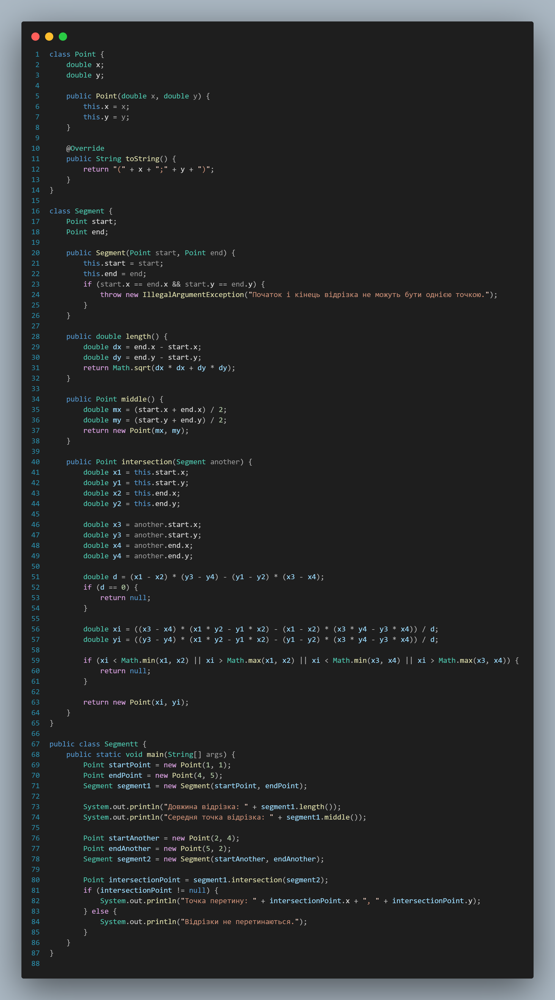 1 class Point {
2     double x;
3     double y;
4
5     public Point(double x, double y) {
6         this.x = x;
7         this.y = y;
8     }
9
10     @Override
11     public String toString() {
12         return "(" + x + ";" + y + ")";
13     }
14 }
15
16 class Segment {
17     Point start;
18     Point end;
19
20     public Segment(Point start, Point end) {
21         this.start = start;
22         this.end = end;
23         if (start.x == end.x && start.y == end.y) {
24             throw new IllegalArgumentException("Початок і кінець відрізка не можуть бути однією точкою.");
25         }
26     }
27
28     public double length() {
29         double dx = end.x - start.x;
30         double dy = end.y - start.y;
31         return Math.sqrt(dx * dx + dy * dy);
32     }
33
34     public Point middle() {
35         double mx = (start.x + end.x) / 2;
36         double my = (start.y + end.y) / 2;
37         return new Point(mx, my);
38     }
39
40     public Point intersection(Segment another) {
41         double x1 = this.start.x;
42         double y1 = this.start.y;
43         double x2 = this.end.x;
44         double y2 = this.end.y;
45
46         double x3 = another.start.x;
47         double y3 = another.start.y;
48         double x4 = another.end.x;
49         double y4 = another.end.y;
50
51         double d = (x1 - x2) * (y3 - y4) - (y1 - y2) * (x3 - x4);
52         if (d == 0) {
53             return null;
54         }
55
56         double xi = ((x3 - x4) * (x1 * y2 - y1 * x2) - (x1 - x2) * (x3 * y4 - y3 * x4)) / d;
57         double yi = ((y3 - y4) * (x1 * y2 - y1 * x2) - (y1 - y2) * (x3 * y4 - y3 * x4)) / d;
58
59         if (xi < Math.min(x1, x2) || xi > Math.max(x1, x2) || xi < Math.min(x3, x4) || xi > Math.max(x3, x4)) {
60             return null;
61         }
62
63         return new Point(xi, yi);
64     }
65 }
66
67 public class Segmentt {
68     public static void main(String[] args) {
69         Point startPoint = new Point(1, 1);
70         Point endPoint = new Point(4, 5);
71         Segment segment1 = new Segment(startPoint, endPoint);
72
73         System.out.println("Довжина відрізка: " + segment1.length());
74         System.out.println("Середня точка відрізка: " + segment1.middle());
75
76         Point startAnother = new Point(2, 4);
77         Point endAnother = new Point(5, 2);
78         Segment segment2 = new Segment(startAnother, endAnother);
79
80         Point intersectionPoint = segment1.intersection(segment2);
81         if (intersectionPoint != null) {
82             System.out.println("Точка перетину: " + intersectionPoint.x + ", " + intersectionPoint.y);
83         } else {
84             System.out.println("Відрізки не перетинаються.");
85         }
86     }
87 }
88